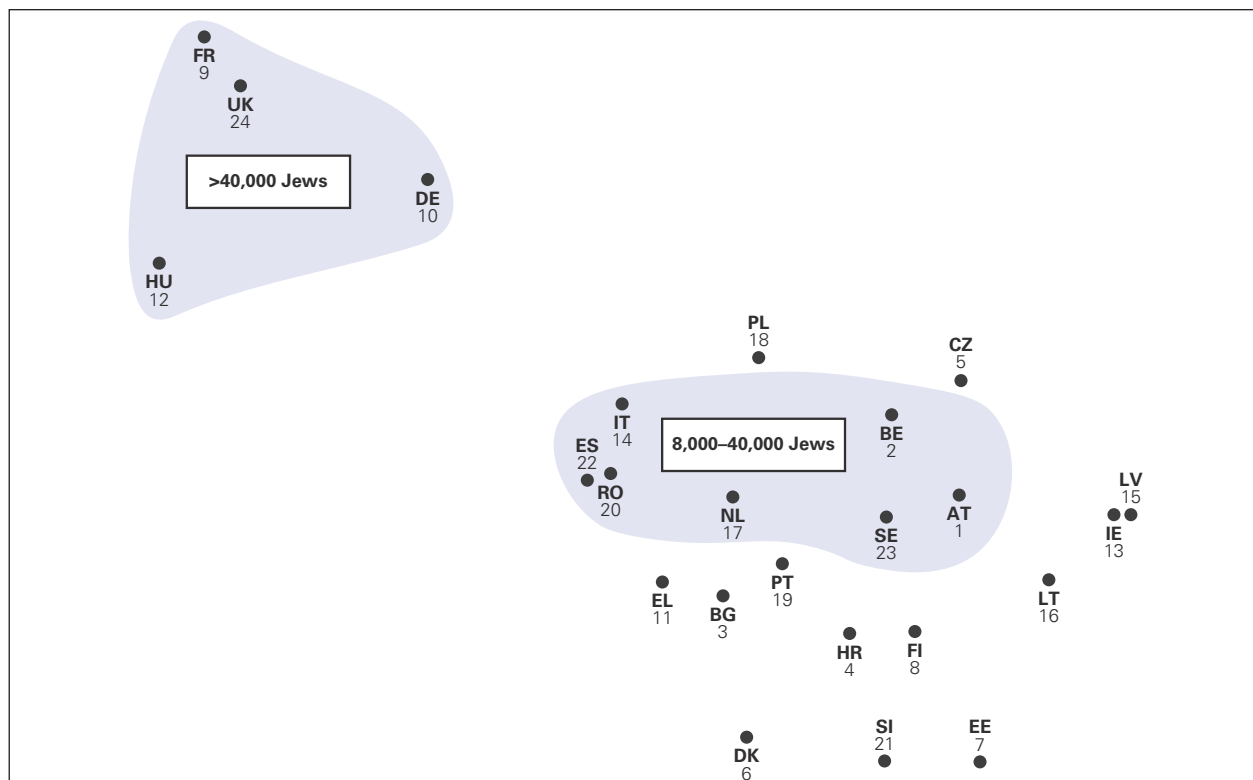 FR
9
UK
24
>40,000 Jews
DE
10
HU
12
PL
18
CZ
5
IT
14
8,000–40,000 Jews
BE
2
ES
22
RO
20
NL
17
AT
1
SE
23
LV
15
IE
13
PT
19
EL
11
BG
3
LT
16
HR
4
FI
8
SI
21
EE
7
DK
6